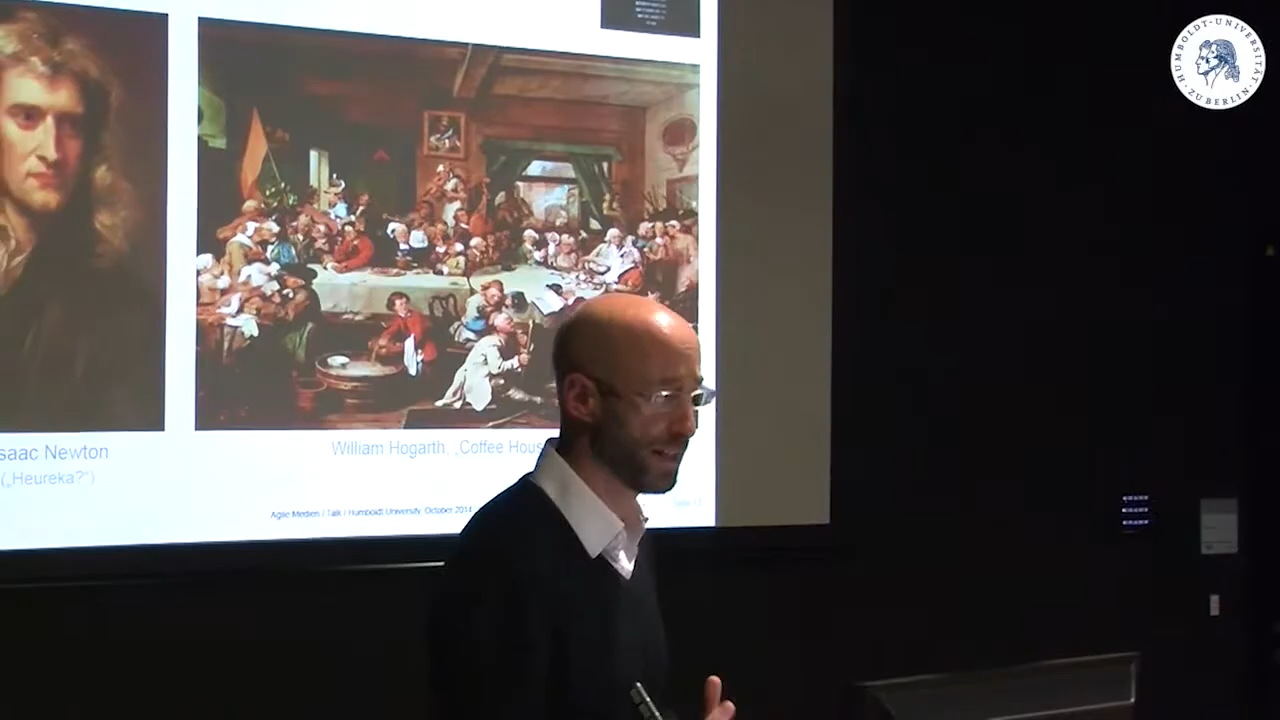 HUMBOLDT-UNIVERSITÄT
ZU BERLIN
saac Newton
(„Heureka?“)
William Hogarth, „Coffee Hous
Agile Medien / Talk / Humboldt University October 2014